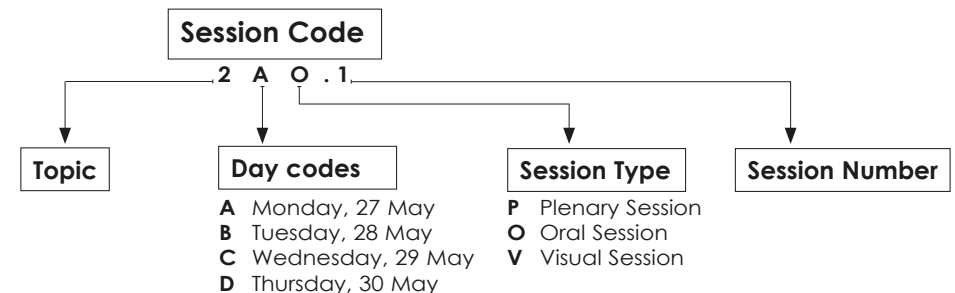 Session Code
2 A O . 1
Topic
Day codes
Session Type
Session Number
A Monday, 27 May
B Tuesday, 28 May
C Wednesday, 29 May
D Thursday, 30 May
P Plenary Session
O Oral Session
V Visual Session